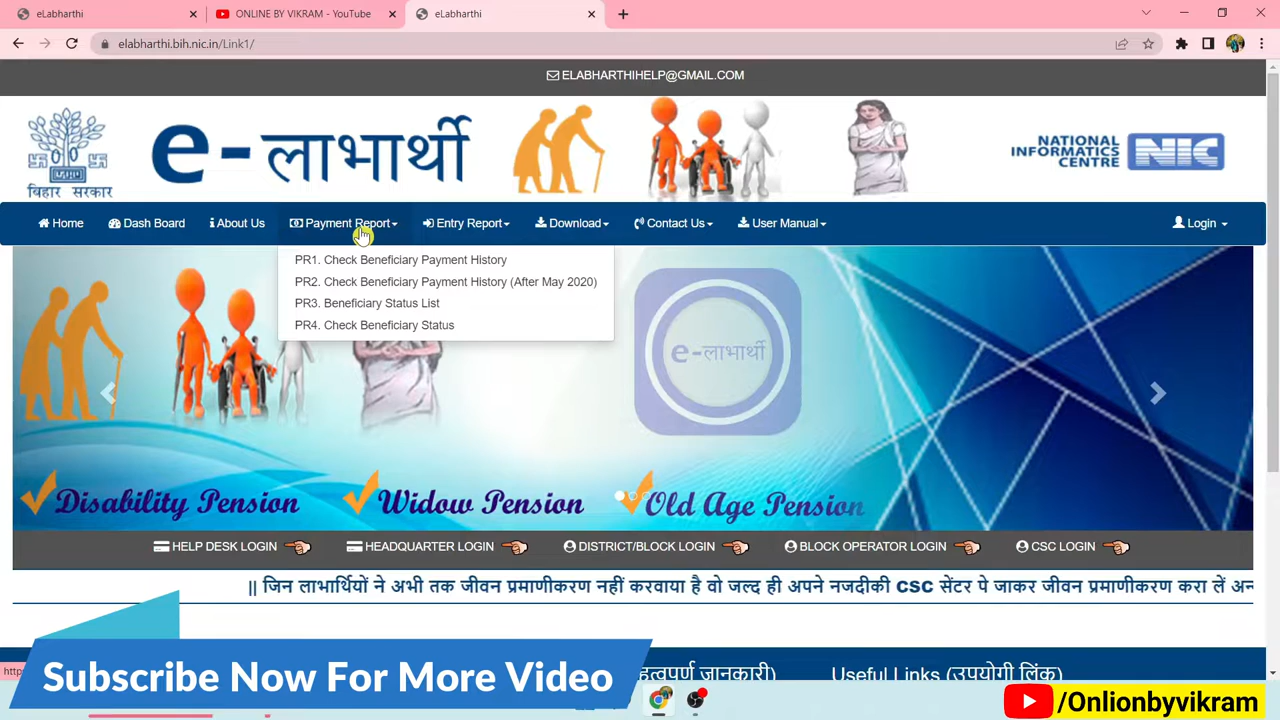 eLabharthi
ONLINE BY VIKRAM - YouTube
eLabharthi
elabharthi.bih.nic.in/Link1/
ELABHARTHIHELP@GMAIL.COM
बिहार सरकार
e-लाभार्थी
NATIONAL
INFORMATICS
CENTRE
NIC
Home
Dash Board
About Us
Payment Report
Entry Report
Download
Contact Us
User Manual
Login
PR1. Check Beneficiary Payment History
PR2. Check Beneficiary Payment History (After May 2020)
PR3. Beneficiary Status List
PR4. Check Beneficiary Status
e-लाभार्थी
Disability Pension
Widow Pension
Old Age Pension
HELP DESK LOGIN
HEADQUARTER LOGIN
DISTRICT/BLOCK LOGIN
BLOCK OPERATOR LOGIN
CSC LOGIN
|| जिन लाभार्थियों ने अभी तक जीवन प्रमाणीकरण नहीं करवाया है वो जल्द ही अपने नजदीकी CSC सेंटर पे जाकर जीवन प्रमाणीकरण करा लें
जानकारी)
Useful Links (उपयोगी लिंक)
Subscribe Now For More Video
/Onlionbyvikram